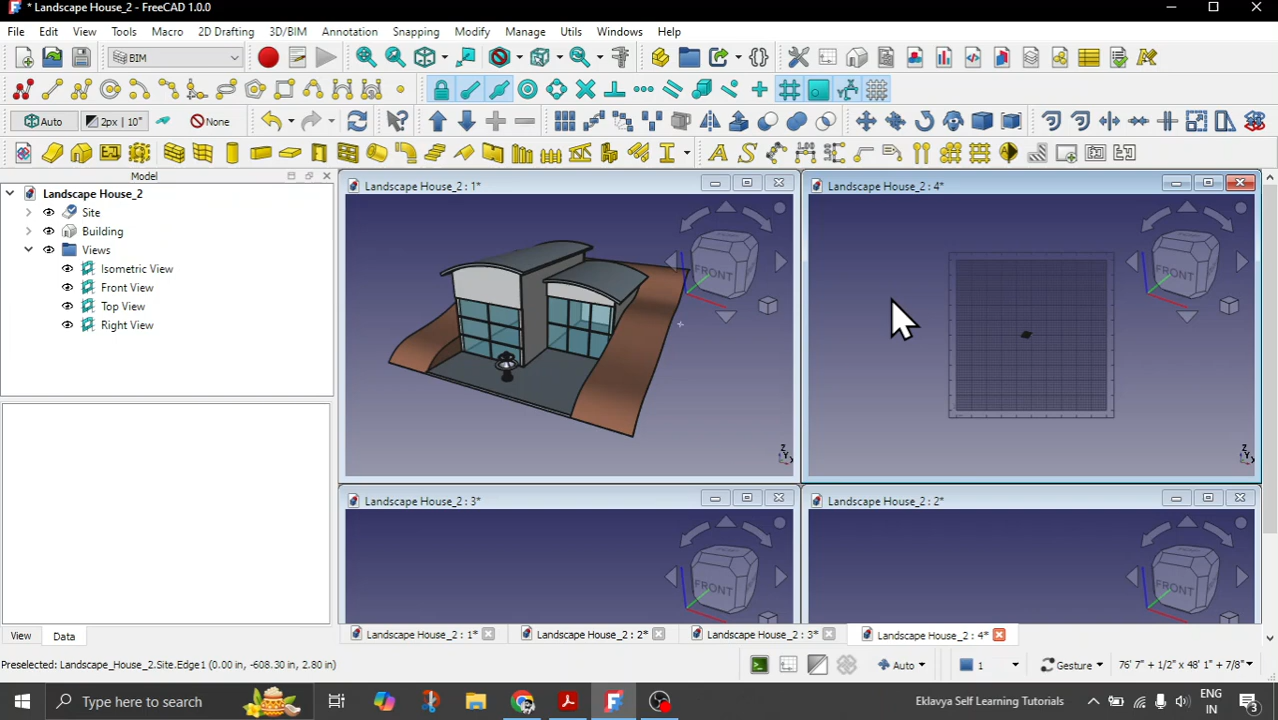 * Landscape House_2 - FreeCAD 1.0.0
File Edit View Tools Macro 2D Drafting 3D/BIM Annotation Snapping Modify Manage Utils Windows Help
BIM
Auto 2px | 10" None
Model
Landscape House_2
Site
Building
Views
Isometric View
Front View
Top View
Right View
View Data
Landscape House_2 : 1*
FRONT
Z
Y
Landscape House_2 : 4*
FRONT
Z
Y
Landscape House_2 : 3*
FRONT
Landscape House_2 : 2*
FRONT
Landscape House_2 : 1* Landscape House_2 : 2* Landscape House_2 : 3* Landscape House_2 : 4*
Preselected: Landscape_House_2.Site.Edge1 (0.00 in, -608.30 in, 2.80 in)
Auto 1 Gesture 76' 7" + 1/2" x 48' 1" + 7/8"
Type here to search
Eklavya Self Learning Tutorials
ENG
IN
3